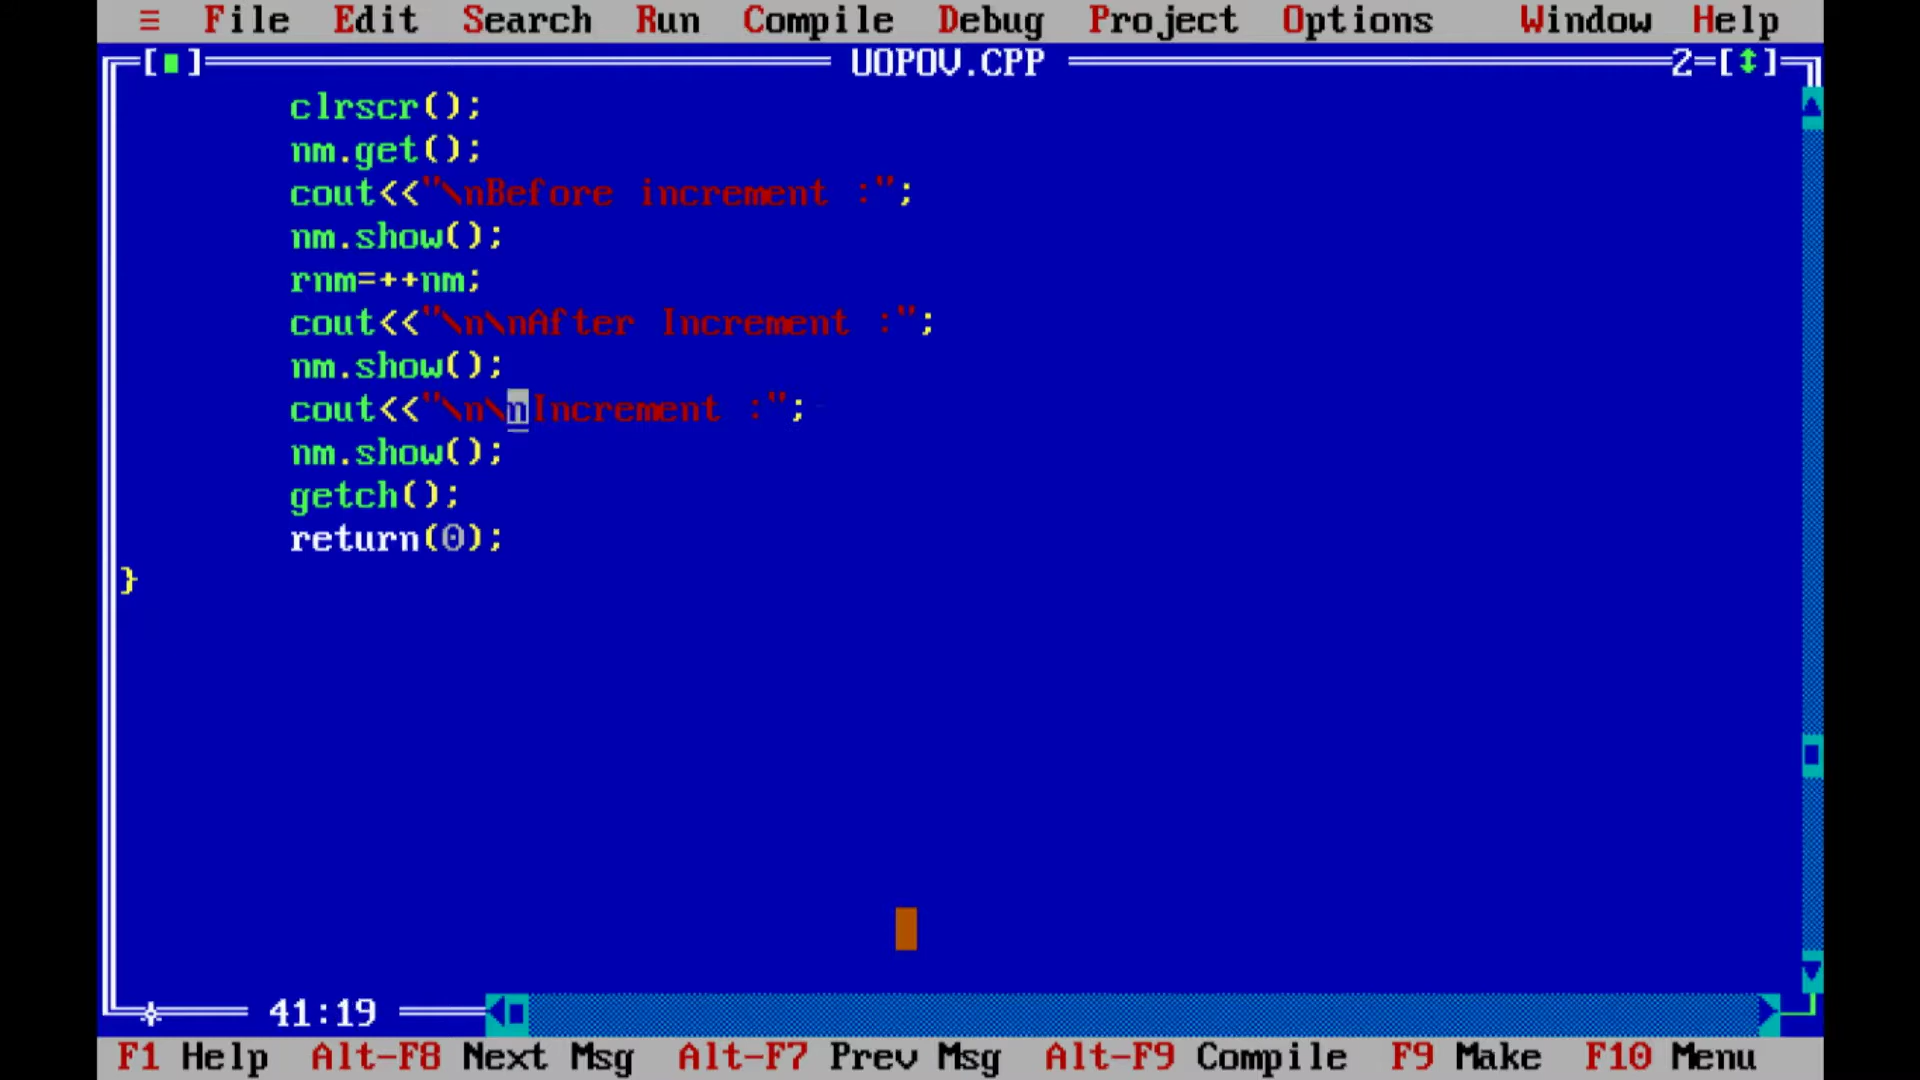 ≡ File Edit Search Run Compile Debug Project Options Window Help
[■] UOPOV.CPP 2=[↕]
clrscr();
nm.get();
cout<<"\nBefore increment :";
nm.show();
rnm=++nm;
cout<<"\n\nAfter Increment :";
nm.show();
cout<<"\n\nIncrement :";
nm.show();
getch();
return(0);
}
41:19
F1 Help Alt-F8 Next Msg Alt-F7 Prev Msg Alt-F9 Compile F9 Make F10 Menu